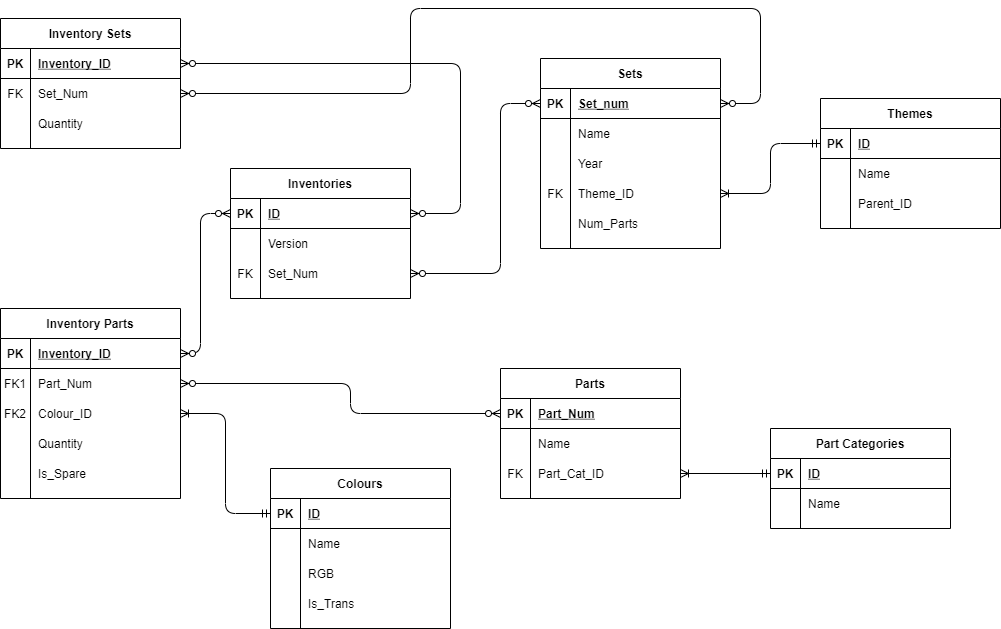 Inventory Sets
PK Inventory_ID
FK Set_Num
Quantity
Sets
PK Set_num
Name
Year
FK Theme_ID
Num_Parts
Themes
PK ID
Name
Parent_ID
Inventories
PK ID
Version
FK Set_Num
Inventory Parts
PK Inventory_ID
FK1 Part_Num
FK2 Colour_ID
Quantity
Is_Spare
Parts
PK Part_Num
Name
FK Part_Cat_ID
Part Categories
PK ID
Name
Colours
PK ID
Name
RGB
Is_Trans